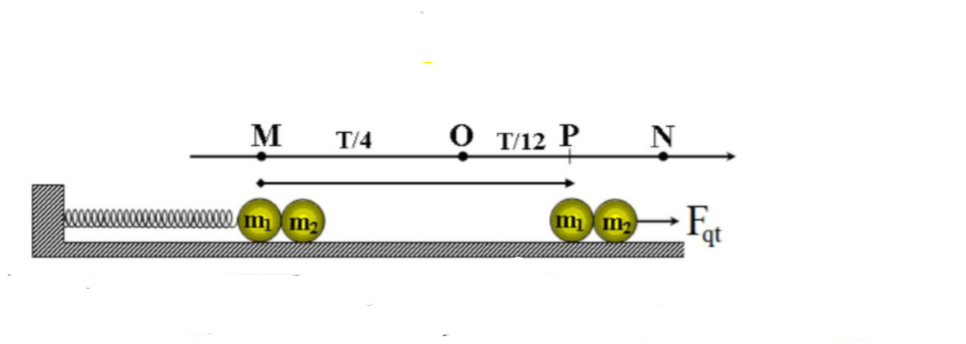 M T/4 O T/12 P N
m₁ m₂ m₁ m₂ Fqt